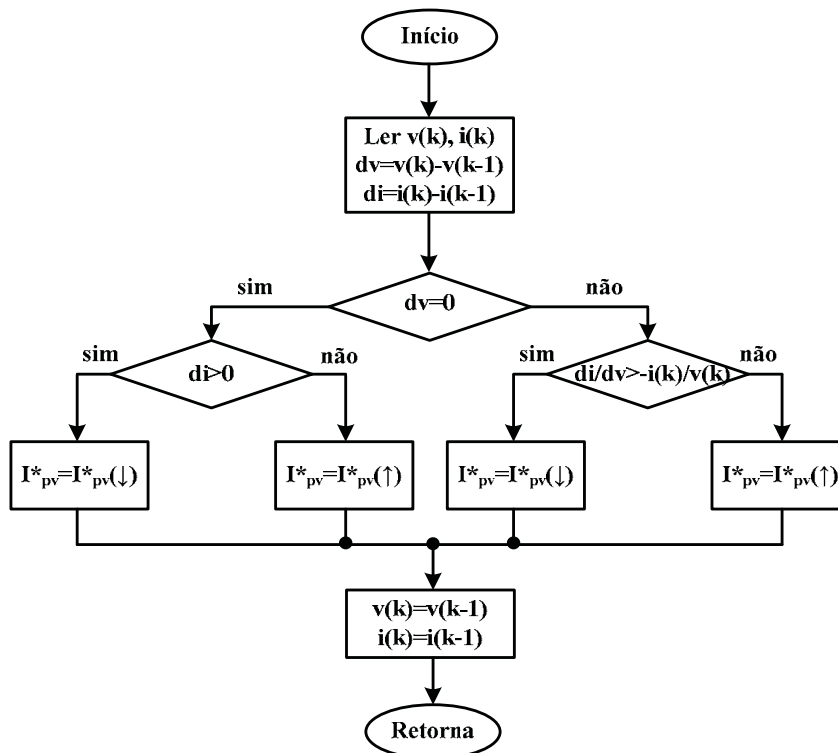 Início
Ler v(k), i(k)
dv=v(k)-v(k-1)
di=i(k)-i(k-1)
sim
dv=0
não
sim
di>0
não
sim
di/dv>-i(k)/v(k)
não
I*pv=I*pv(↓)
I*pv=I*pv(↑)
I*pv=I*pv(↓)
I*pv=I*pv(↑)
v(k)=v(k-1)
i(k)=i(k-1)
Retorna